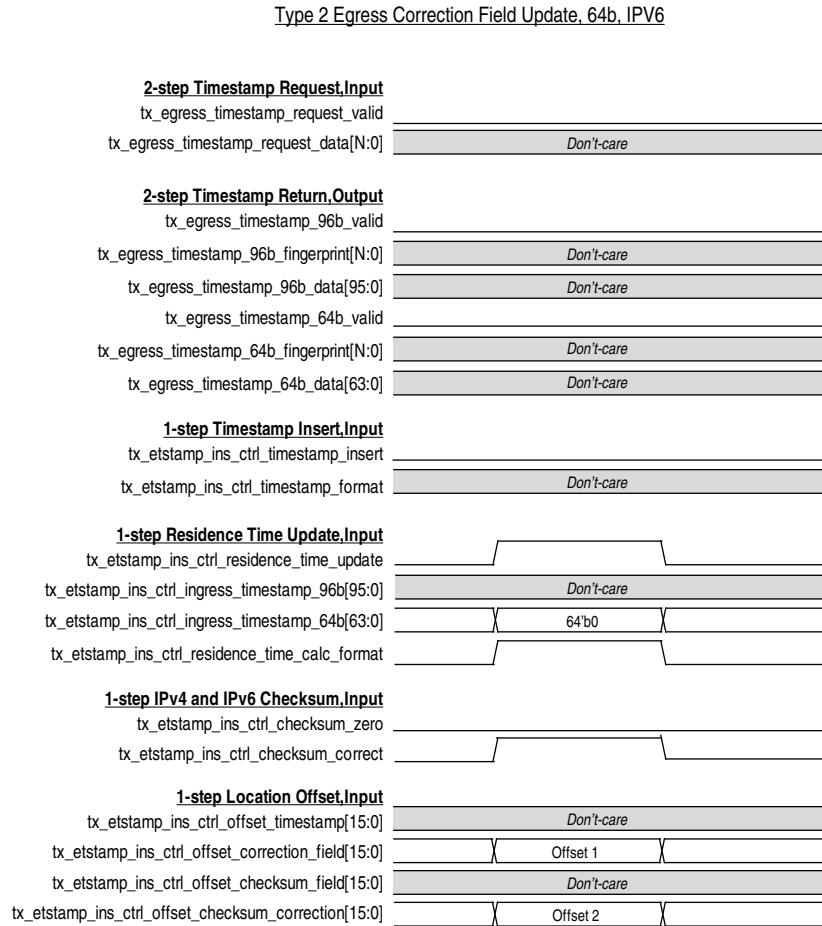 Type 2 Egress Correction Field Update, 64b, IPV6
2-step Timestamp Request,Input
tx_egress_timestamp_request_valid
tx_egress_timestamp_request_data[N:0] Don't-care
2-step Timestamp Return,Output
tx_egress_timestamp_96b_valid
tx_egress_timestamp_96b_fingerprint[N:0] Don't-care
tx_egress_timestamp_96b_data[95:0] Don't-care
tx_egress_timestamp_64b_valid
tx_egress_timestamp_64b_fingerprint[N:0] Don't-care
tx_egress_timestamp_64b_data[63:0] Don't-care
1-step Timestamp Insert,Input
tx_etstamp_ins_ctrl_timestamp_insert
tx_etstamp_ins_ctrl_timestamp_format Don't-care
1-step Residence Time Update,Input
tx_etstamp_ins_ctrl_residence_time_update
tx_etstamp_ins_ctrl_ingress_timestamp_96b[95:0] Don't-care
tx_etstamp_ins_ctrl_ingress_timestamp_64b[63:0] 64'b0
tx_etstamp_ins_ctrl_residence_time_calc_format
1-step IPv4 and IPv6 Checksum,Input
tx_etstamp_ins_ctrl_checksum_zero
tx_etstamp_ins_ctrl_checksum_correct
1-step Location Offset,Input
tx_etstamp_ins_ctrl_offset_timestamp[15:0] Don't-care
tx_etstamp_ins_ctrl_offset_correction_field[15:0] Offset 1
tx_etstamp_ins_ctrl_offset_checksum_field[15:0] Don't-care
tx_etstamp_ins_ctrl_offset_checksum_correction[15:0] Offset 2